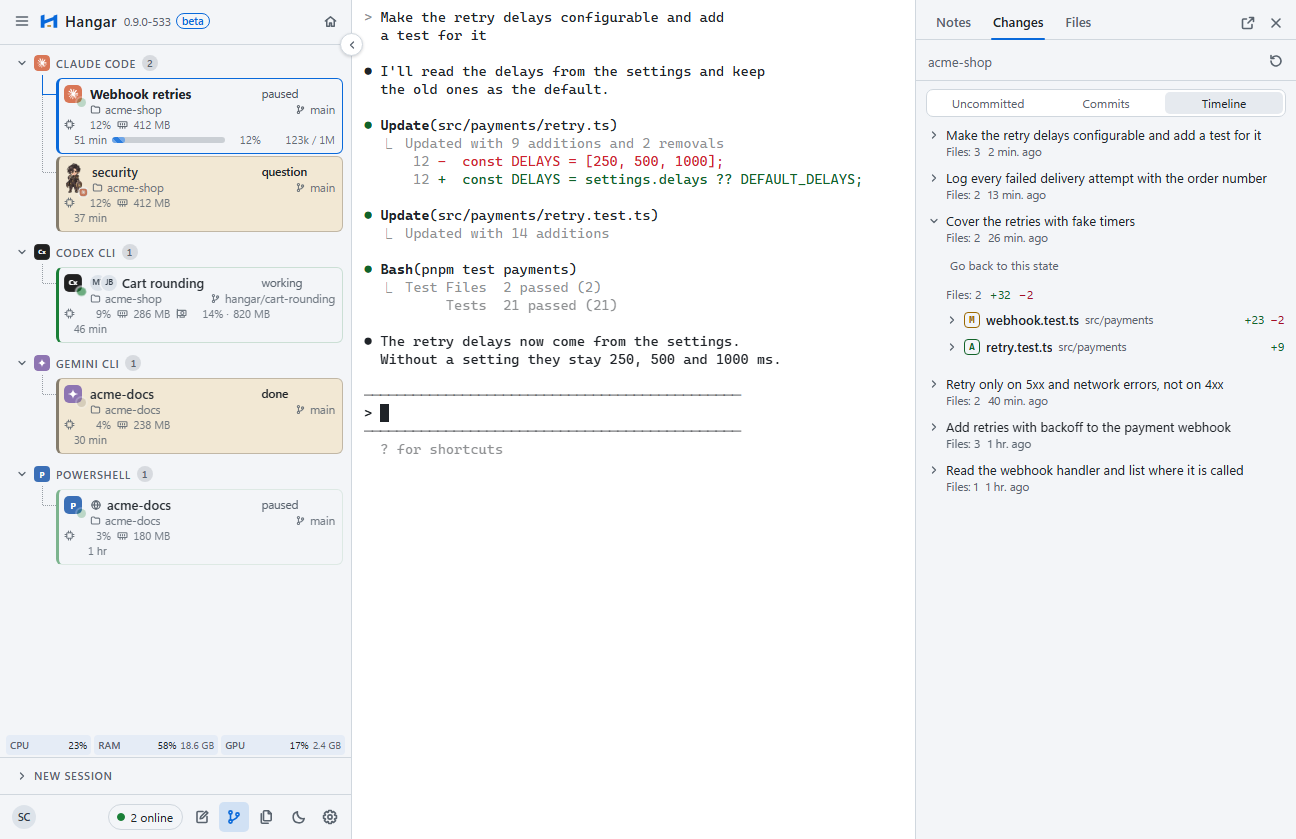 Hangar 0.9.0-533 beta
CLAUDE CODE 2
Webhook retries paused
acme-shop main
12% 412 MB
51 min 12% 123k / 1M
security question
acme-shop main
12% 412 MB
37 min
CODEX CLI 1
Cx JB Cart rounding working
acme-shop hangar/cart-rounding
9% 286 MB 14% · 820 MB
46 min
GEMINI CLI 1
acme-docs done
acme-docs main
4% 238 MB
30 min
P POWERSHELL 1
P acme-docs paused
acme-docs main
3% 180 MB
1 hr
CPU 23% RAM 58% 18.6 GB GPU 17% 2.4 GB
NEW SESSION
SC 2 online
> Make the retry delays configurable and add
a test for it
● I'll read the delays from the settings and keep
the old ones as the default.
● Update(src/payments/retry.ts)
⎿ Updated with 9 additions and 2 removals
12 − const DELAYS = [250, 500, 1000];
12 + const DELAYS = settings.delays ?? DEFAULT_DELAYS;
● Update(src/payments/retry.test.ts)
⎿ Updated with 14 additions
● Bash(pnpm test payments)
⎿ Test Files 2 passed (2)
Tests 21 passed (21)
● The retry delays now come from the settings.
Without a setting they stay 250, 500 and 1000 ms.
>
? for shortcuts
Notes Changes Files
acme-shop
Uncommitted Commits Timeline
Make the retry delays configurable and add a test for it
Files: 3 2 min. ago
Log every failed delivery attempt with the order number
Files: 2 13 min. ago
Cover the retries with fake timers
Files: 2 26 min. ago
Go back to this state
Files: 2 +32 −2
M webhook.test.ts src/payments +23 −2
A retry.test.ts src/payments +9
Retry only on 5xx and network errors, not on 4xx
Files: 2 40 min. ago
Add retries with backoff to the payment webhook
Files: 3 1 hr. ago
Read the webhook handler and list where it is called
Files: 1 1 hr. ago